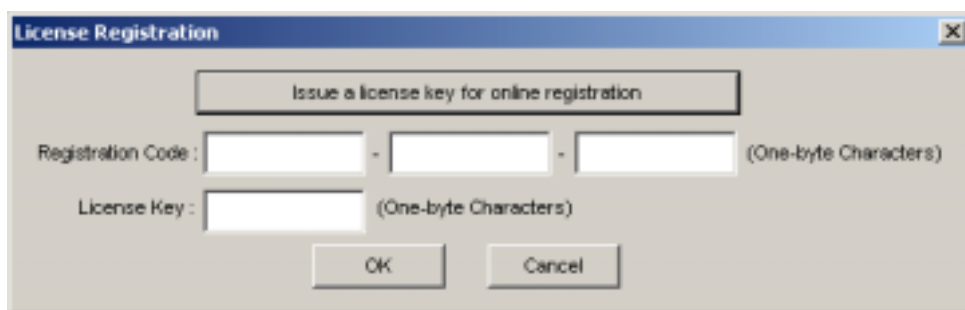 License Registration
Issue a license key for online registration
Registration Code : - - (One-byte Characters)
License Key : (One-byte Characters)
OK Cancel